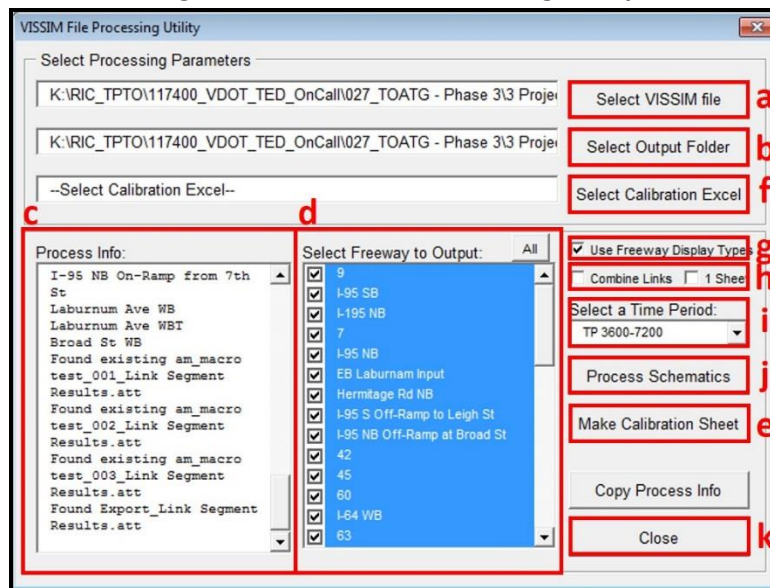 VISSIM File Processing Utility
Select Processing Parameters
K:\RIC_TPTO\117400_VDOT_TED_OnCall\027_TOATG - Phase 3\3 Proje
Select VISSIM file
a
K:\RIC_TPTO\117400_VDOT_TED_OnCall\027_TOATG - Phase 3\3 Proje
Select Output Folder
b
--Select Calibration Excel--
Select Calibration Excel
f
c
d
Process Info:
I-95 NB On-Ramp from 7th
St
Laburnum Ave WB
Laburnum Ave WBT
Broad St WB
Found existing am_macro
test_001_Link Segment
Results.att
Found existing am_macro
test_002_Link Segment
Results.att
Found existing am_macro
test_003_Link Segment
Results.att
Found Export_Link Segment
Results.att
Select Freeway to Output:
All
9
I-95 SB
I-195 NB
7
I-95 NB
EB Laburnam Input
Hermitage Rd NB
I-95 S Off-Ramp to Leigh St
I-95 NB Off-Ramp at Broad St
42
45
60
I-64 WB
63
Use Freeway Display Types
g
Combine Links 1 Sheet
h
Select a Time Period:
TP 3600-7200
i
Process Schematics
j
Make Calibration Sheet
e
Copy Process Info
Close
k